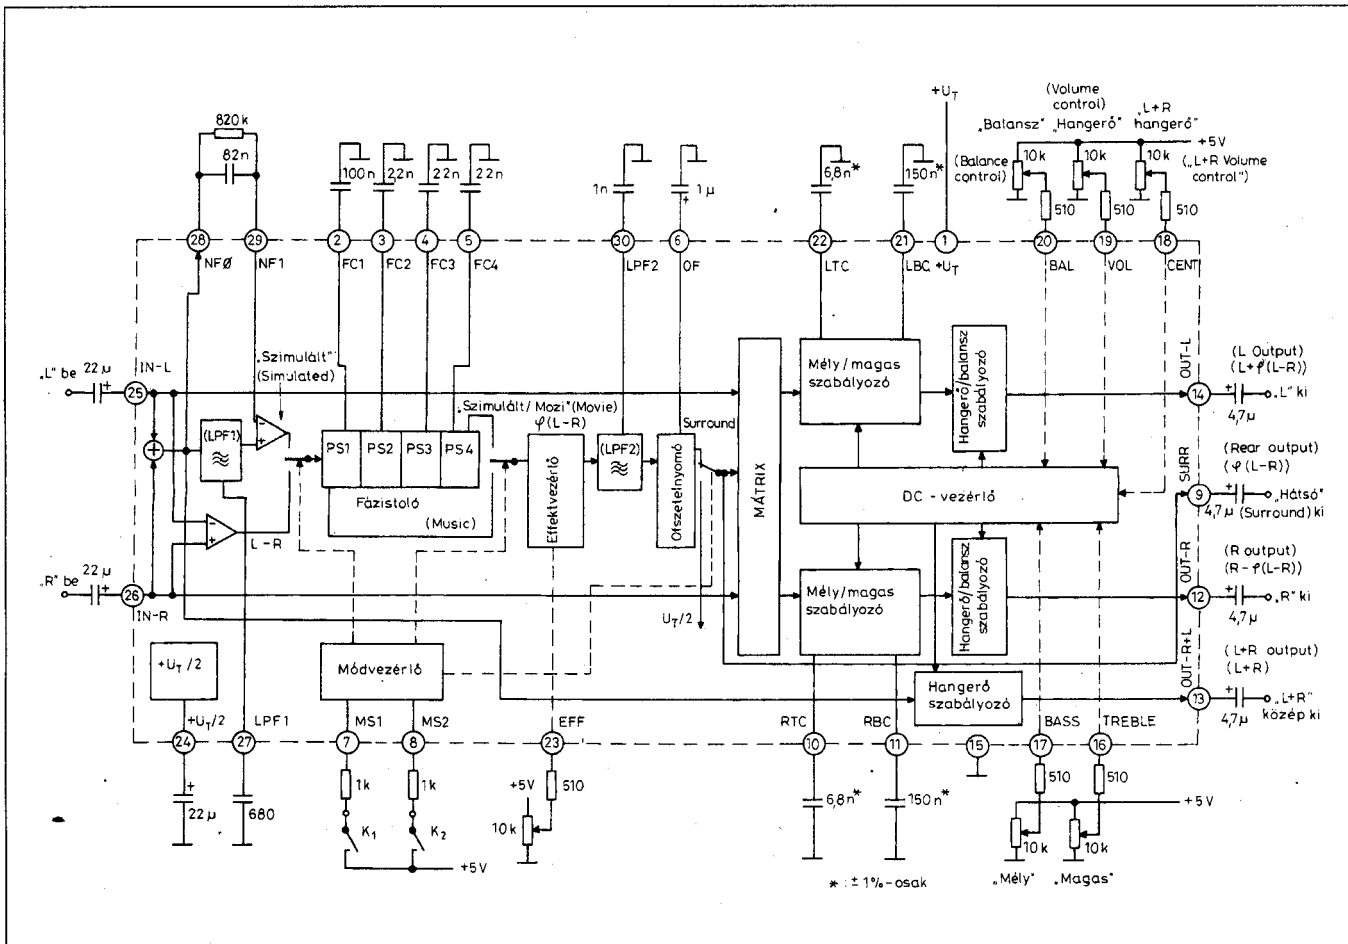 +U_T
(Volume control)
„Balansz" „Hangerő" „L+R hangerő"
+5V
820k
82n
100n
22n
22n
22n
1n
1µ
+
6,8n*
150n*
(Balance control)
10k
10k
10k
(„L+R Volume control")
510
510
510
28
29
2
3
4
5
30
6
22
21
1
20
19
18
NFØ
NF1
FC1
FC2
FC3
FC4
LPF2
OF
LTC
LBC
+U_T
BAL
VOL
CENT
„L" be
22µ
+
25
IN-L
„Szimulált"
(Simulated)
(LPF1)
PS1
PS2
PS3
PS4
Fázistoló
(Music)
„Szimulált/Mozi" (Movie)
φ(L-R)
Effektvezérlő
(LPF2)
Ofszetelnyomó
Surround
U_T/2
MÁTRIX
Mély/magas szabályozó
Hangerő/balansz szabályozó
DC-vezérlő
Mély/magas szabályozó
Hangerő/balansz szabályozó
Hangerő szabályozó
L-R
„R" be
22µ
+
26
IN-R
OUT-L
14
(L Output)
(L+φ(L-R))
+
4,7µ
„L" ki
SURR
9
(Rear output)
(φ(L-R))
+
4,7µ
„Hátsó"
(Surround) ki
OUT-R
12
(R output)
(R-φ(L-R))
+
4,7µ
„R" ki
OUT-R+L
13
(L+R output)
(L+R)
+
4,7µ
„L+R"
közép ki
+U_T/2
Módvezérlő
+U_T/2
LPF1
MS1
MS2
EFF
RTC
RBC
BASS
TREBLE
24
27
7
8
23
10
11
15
17
16
+
22µ
680
1k
1k
K₁
K₂
+5V
+5V
10k
510
6,8n*
150n*
510
510
+5V
10k
10k
„Mély"
„Magas"
* : ± 1%-osak